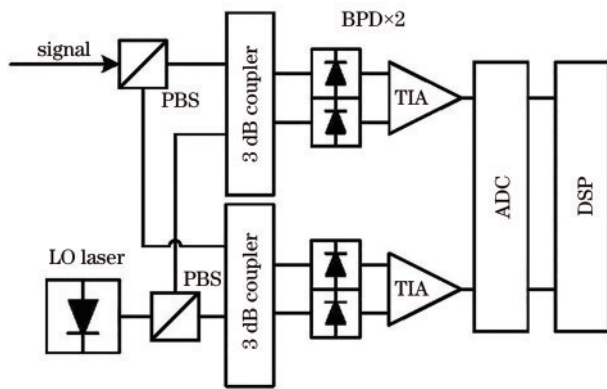 signal
PBS
3 dB coupler
BPD×2
TIA
ADC
DSP
LO laser
PBS
3 dB coupler
TIA